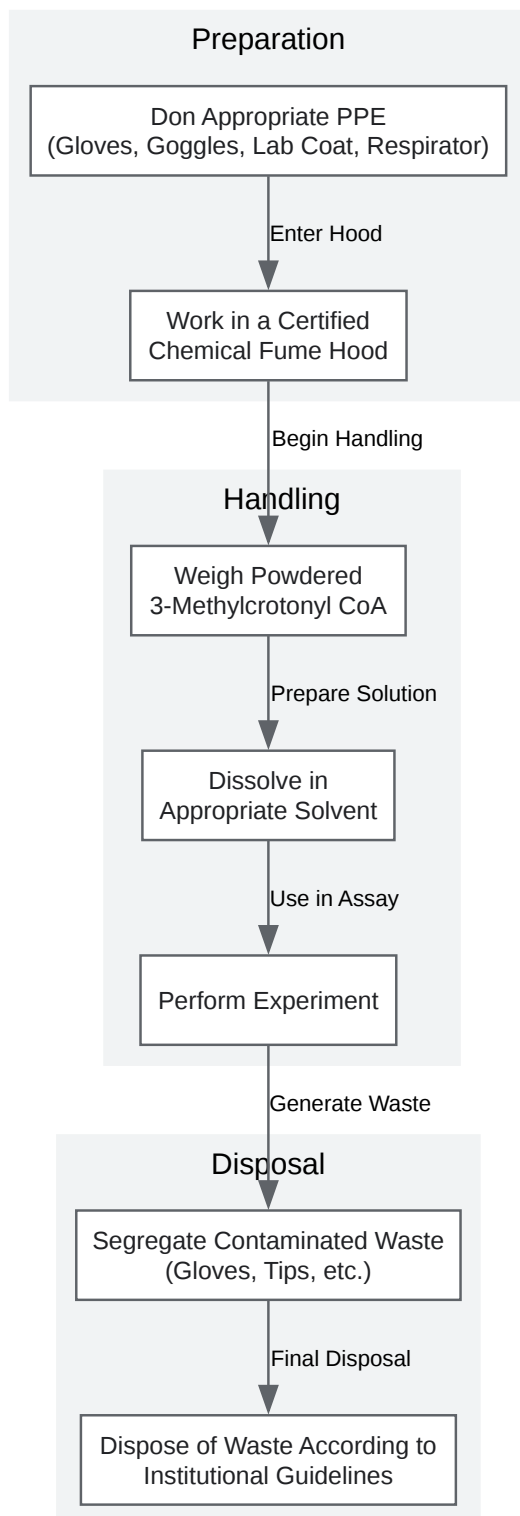 Preparation
Don Appropriate PPE
(Gloves, Goggles, Lab Coat, Respirator)
Enter Hood
Work in a Certified
Chemical Fume Hood
Begin Handling
Handling
Weigh Powdered
3-Methylcrotonyl CoA
Prepare Solution
Dissolve in
Appropriate Solvent
Use in Assay
Perform Experiment
Generate Waste
Disposal
Segregate Contaminated Waste
(Gloves, Tips, etc.)
Final Disposal
Dispose of Waste According to
Institutional Guidelines